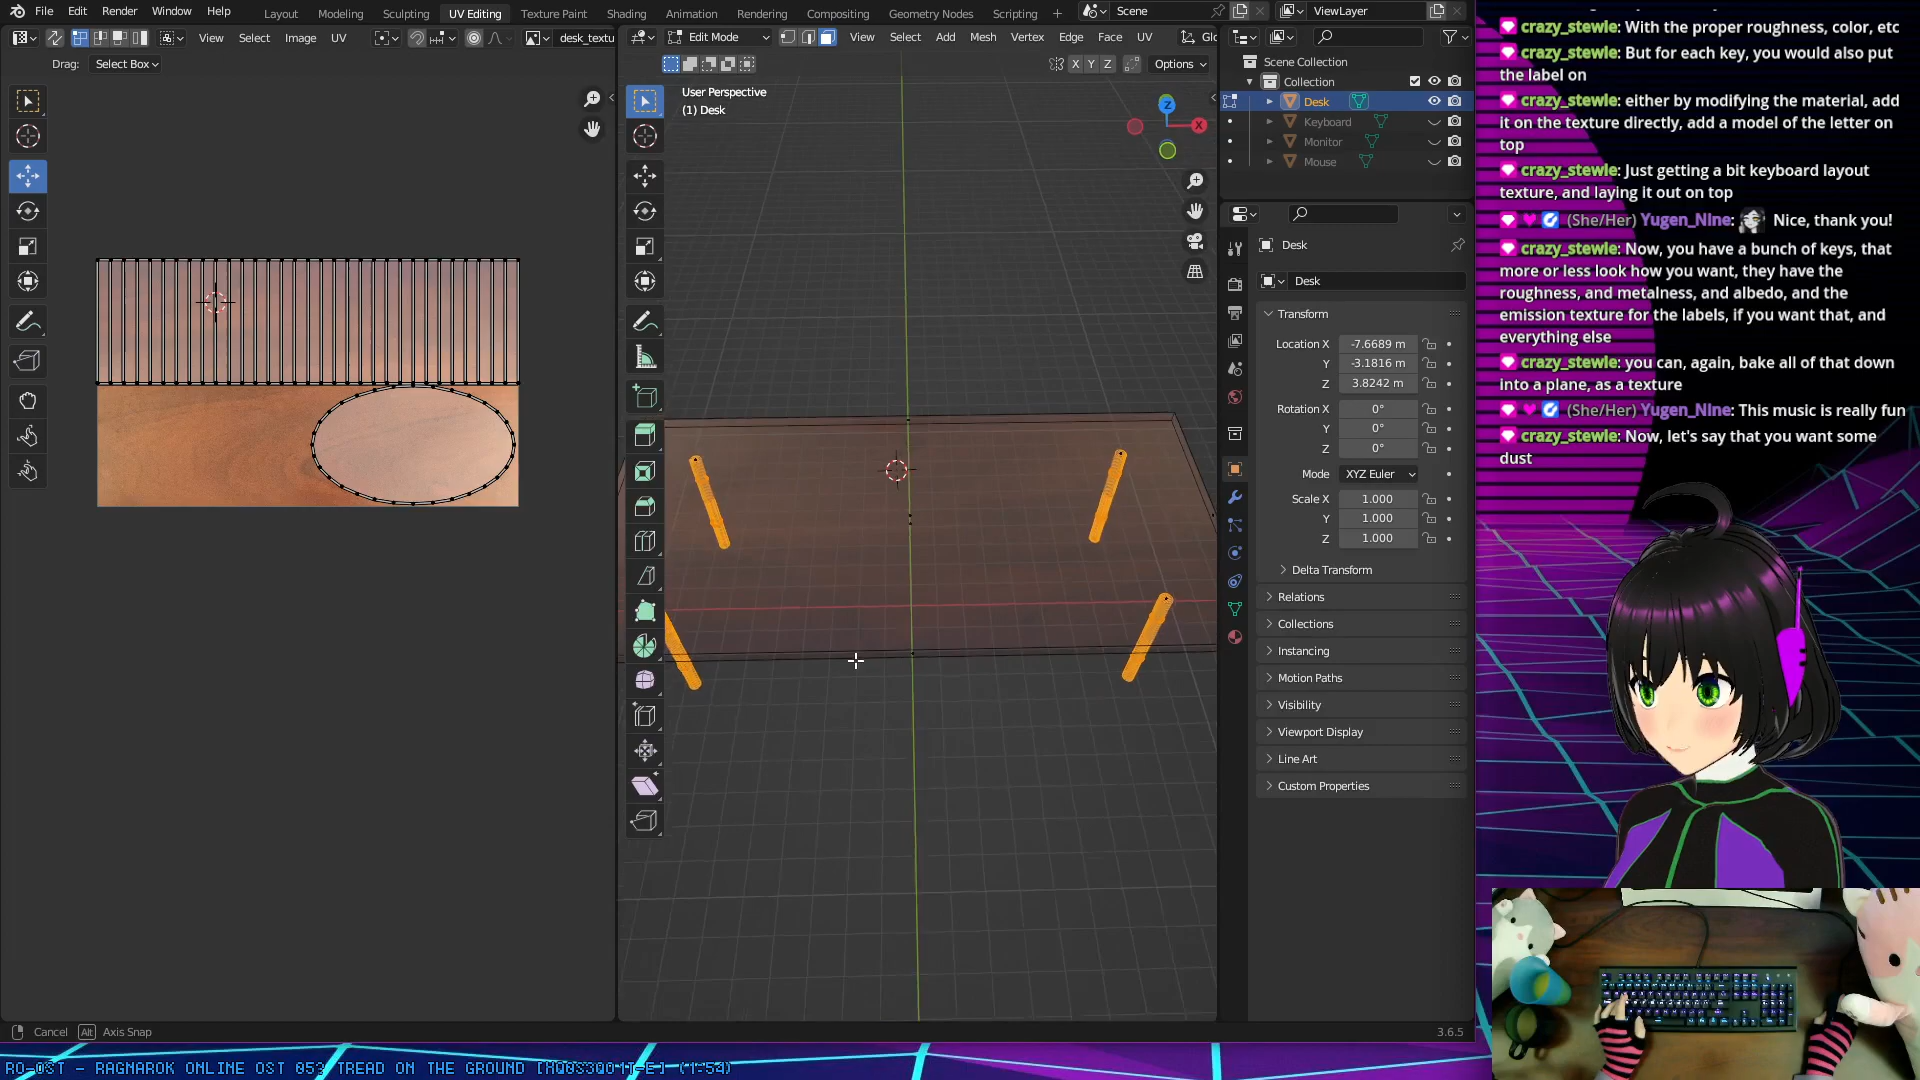 File Edit Render Window Help
Layout Modeling Sculpting UV Editing Texture Paint Shading Animation Rendering Compositing Geometry Nodes Scripting +
Scene
ViewLayer
View Select Image UV
desk_textu
Edit Mode
View Select Add Mesh Vertex Edge Face UV
Glo
Drag: Select Box
X Y Z
Options
User Perspective
(1) Desk
Z
X
Scene Collection
Collection
Desk
Keyboard
Monitor
Mouse
Desk
Desk
Transform
Location X -7.6689 m
Y -3.1816 m
Z 3.8242 m
Rotation X 0°
Y 0°
Z 0°
Mode XYZ Euler
Scale X 1.000
Y 1.000
Z 1.000
Delta Transform
Relations
Collections
Instancing
Motion Paths
Visibility
Viewport Display
Line Art
Custom Properties
Cancel Alt Axis Snap
3.6.5
crazy_stewle: With the proper roughness, color, etc
crazy_stewle: But for each key, you would also put
the label on
crazy_stewle: either by modifying the material, add
it on the texture directly, add a model of the letter on
top
crazy_stewle: Just getting a bit keyboard layout
texture, and laying it out on top
(She/Her) Yugen_NIne: Nice, thank you!
crazy_stewle: Now, you have a bunch of keys, that
more or less look how you want, they have the
roughness, and metalness, and albedo, and the
emission texture for the labels, if you want that, and
everything else
crazy_stewle: you can, again, bake all of that down
into a plane, as a texture
(She/Her) Yugen_NIne: This music is really fun
crazy_stewle: Now, let's say that you want some
dust
RO-OST - RAGNAROK ONLINE OST 053 TREAD ON THE GROUND